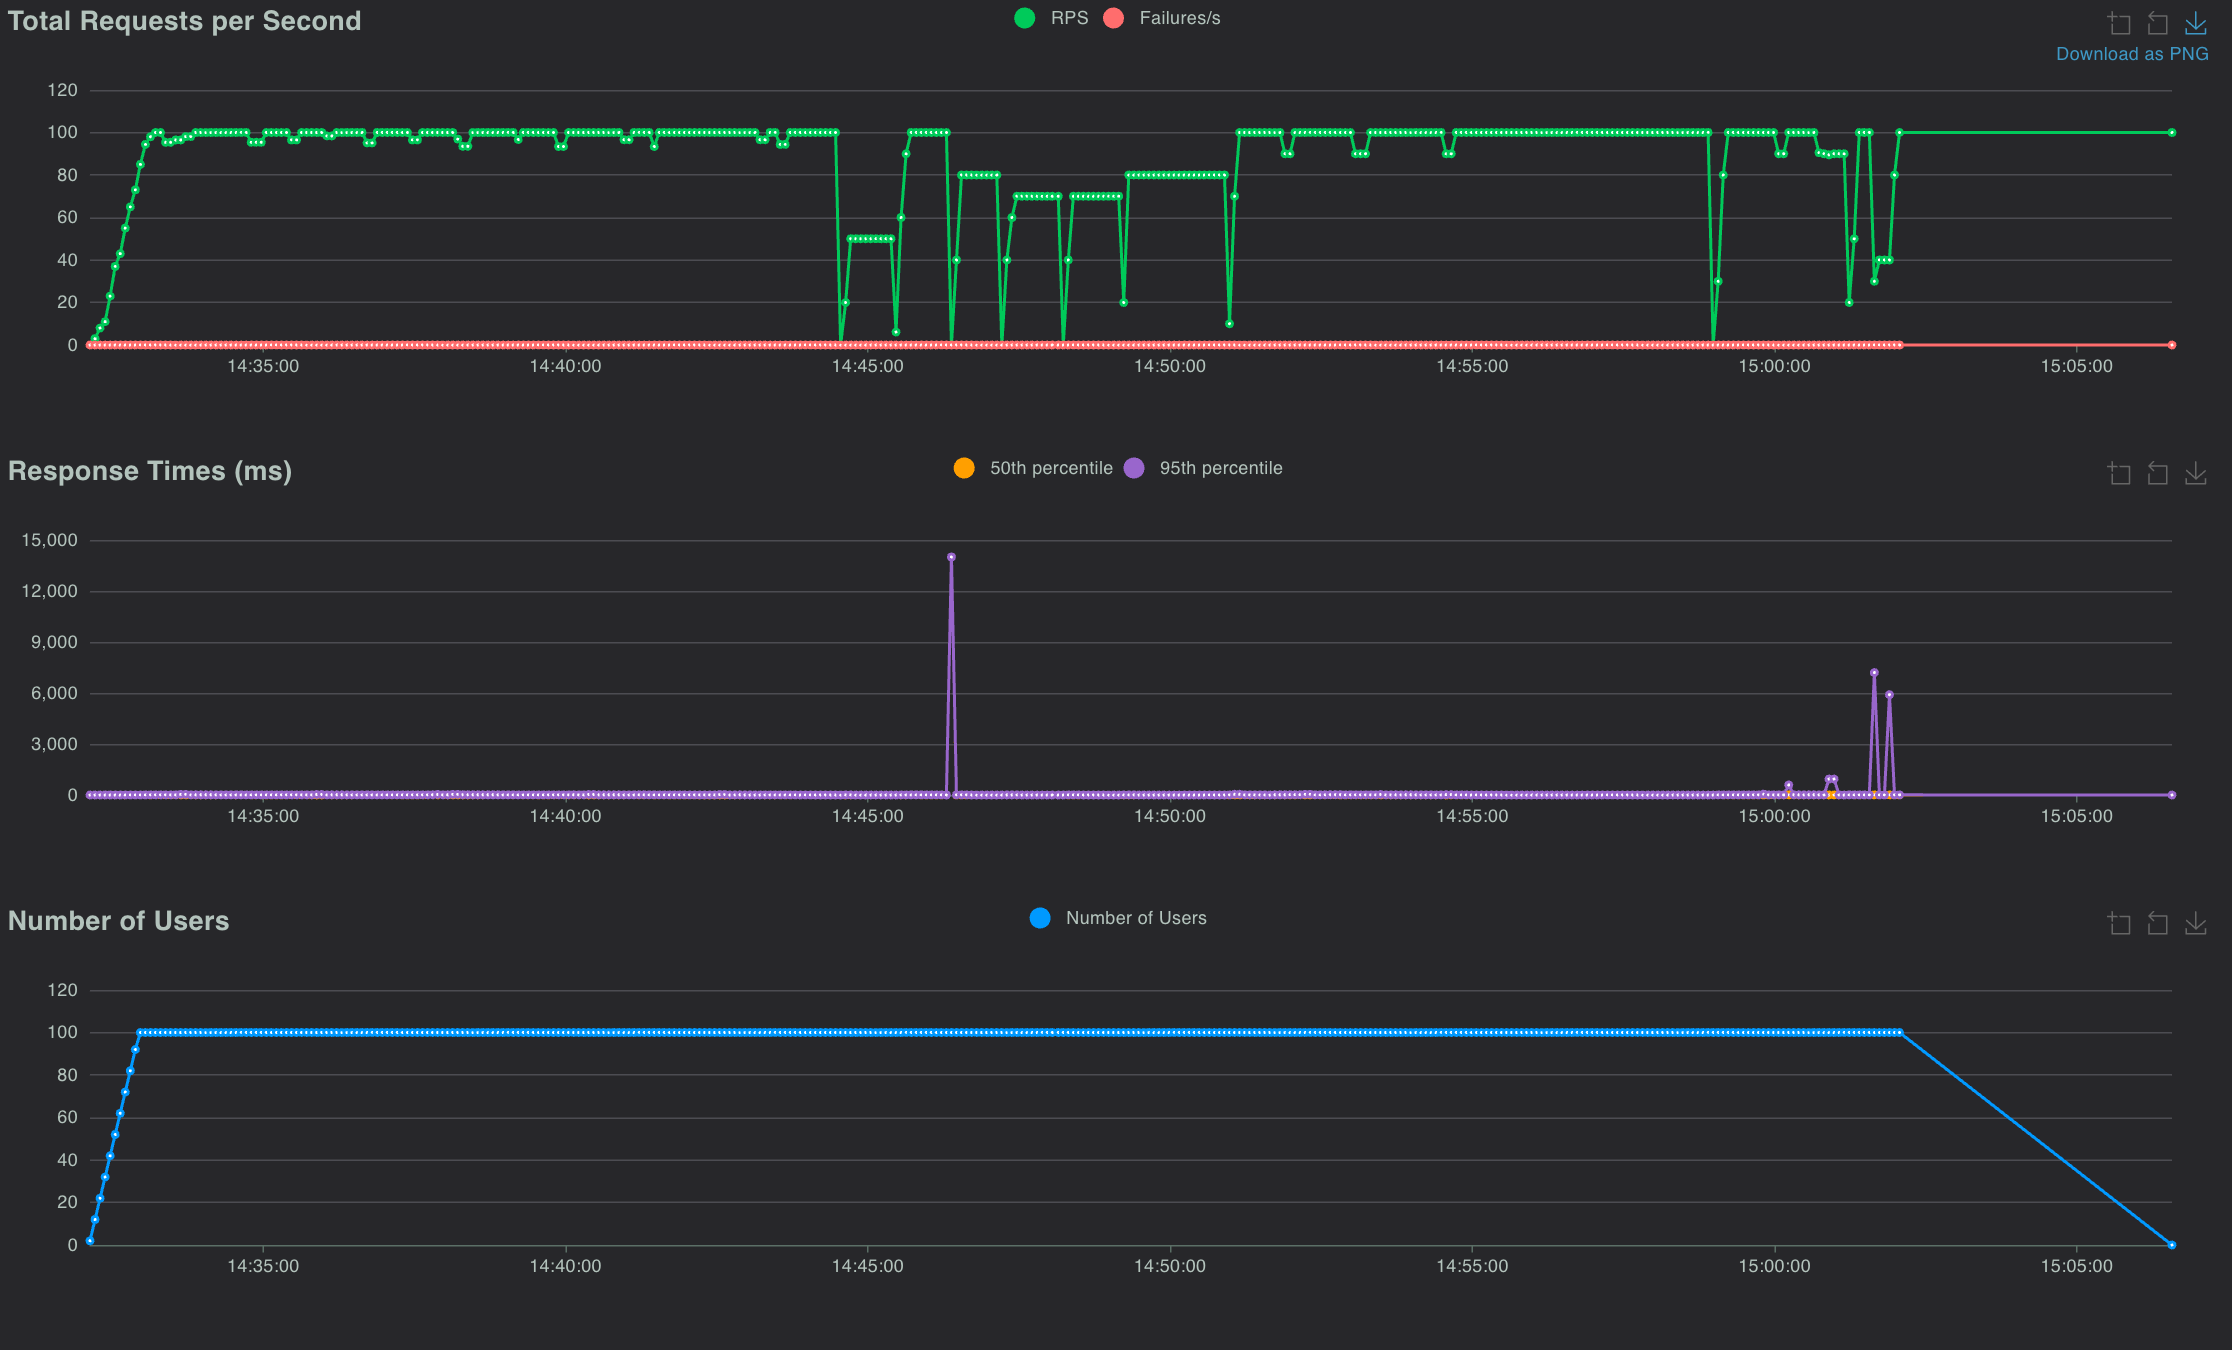 Total Requests per Second
RPS Failures/s
Download as PNG
120
100
80
60
40
20
0
14:35:00 14:40:00 14:45:00 14:50:00 14:55:00 15:00:00 15:05:00
Response Times (ms)
50th percentile 95th percentile
15,000
12,000
9,000
6,000
3,000
0
14:35:00 14:40:00 14:45:00 14:50:00 14:55:00 15:00:00 15:05:00
Number of Users
Number of Users
120
100
80
60
40
20
0
14:35:00 14:40:00 14:45:00 14:50:00 14:55:00 15:00:00 15:05:00